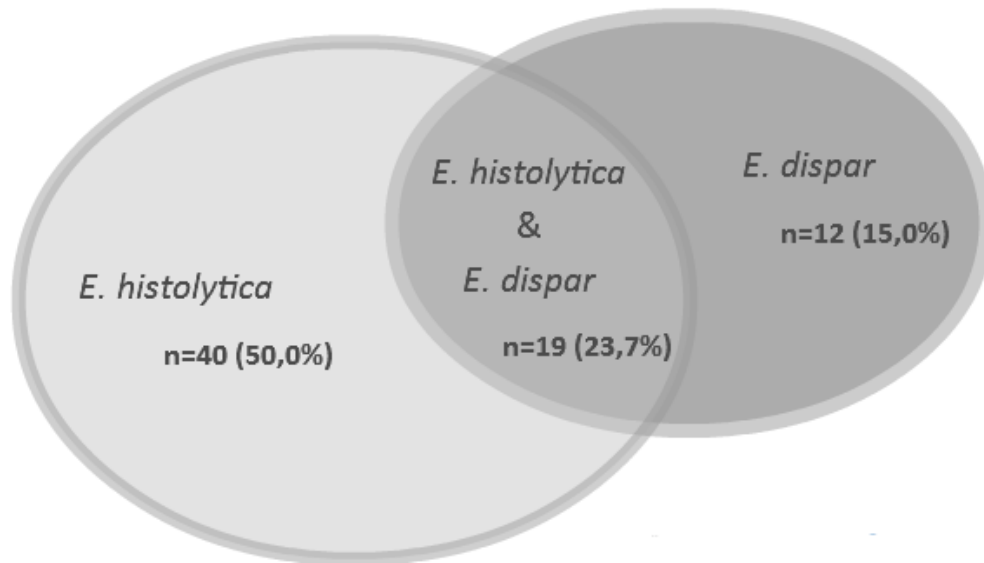 E. histolytica
n=40 (50,0%)
E. histolytica
&
E. dispar
n=19 (23,7%)
E. dispar
n=12 (15,0%)